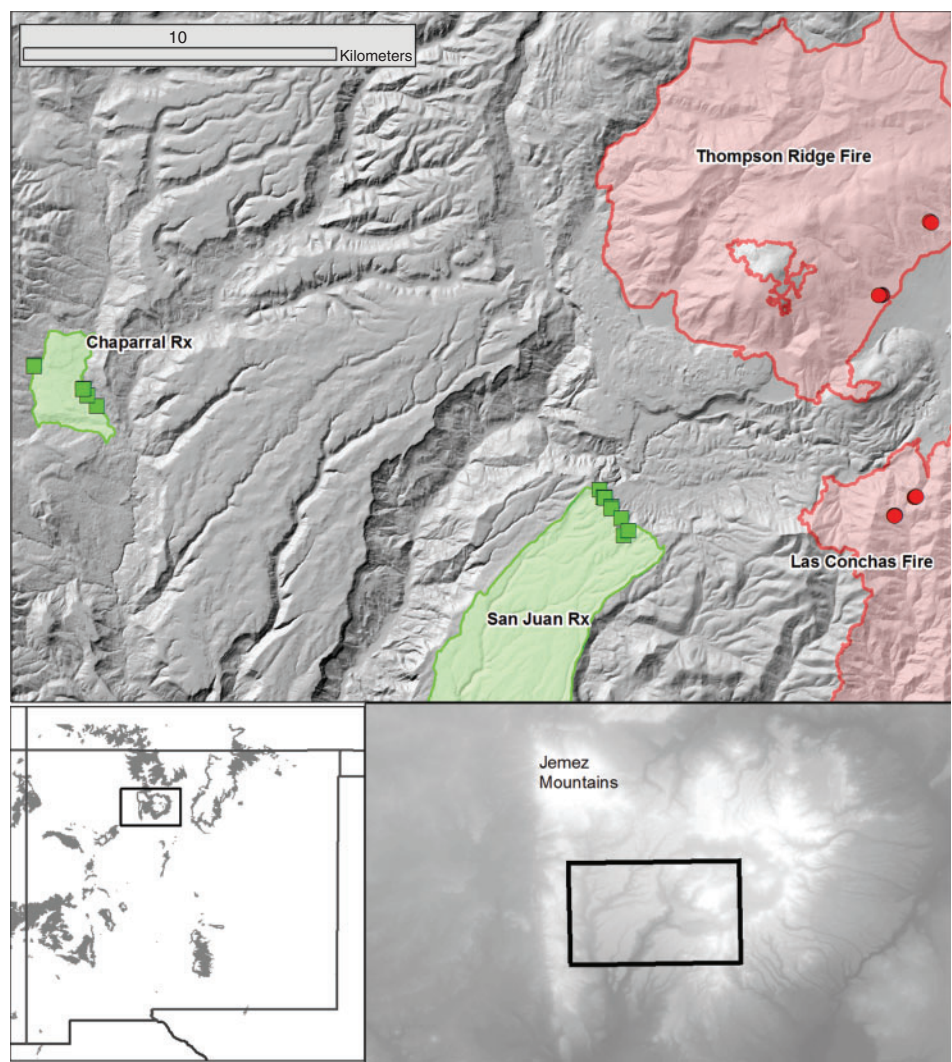 10
Kilometers
Thompson Ridge Fire
Chaparral Rx
Las Conchas Fire
San Juan Rx
Jemez
Mountains